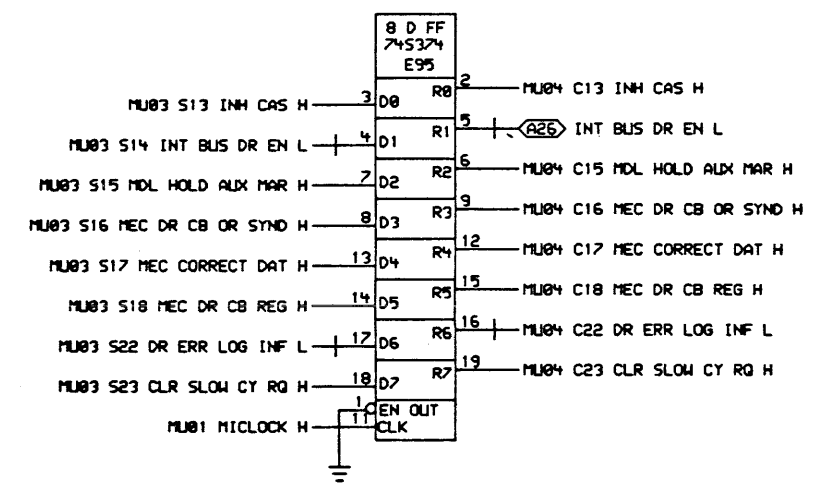 8 D FF
74S374
E95
MU03 S13 INH CAS H 3 D0 R0 2 MU04 C13 INH CAS H
MU03 S14 INT BUS DR EN L 4 D1 R1 5 A26 INT BUS DR EN L
MU03 S15 MDL HOLD AUX MAR H 7 D2 R2 6 MU04 C15 MDL HOLD AUX MAR H
MU03 S16 MEC DR CB OR SYND H 8 D3 R3 9 MU04 C16 MEC DR CB OR SYND H
MU03 S17 MEC CORRECT DAT H 13 D4 R4 12 MU04 C17 MEC CORRECT DAT H
MU03 S18 MEC DR CB REG H 14 D5 R5 15 MU04 C18 MEC DR CB REG H
MU03 S22 DR ERR LOG INF L 17 D6 R6 16 MU04 C22 DR ERR LOG INF L
MU03 S23 CLR SLOW CY RQ H 18 D7 R7 19 MU04 C23 CLR SLOW CY RQ H
1 EN OUT
MU01 MICLOCK H 11 CLK